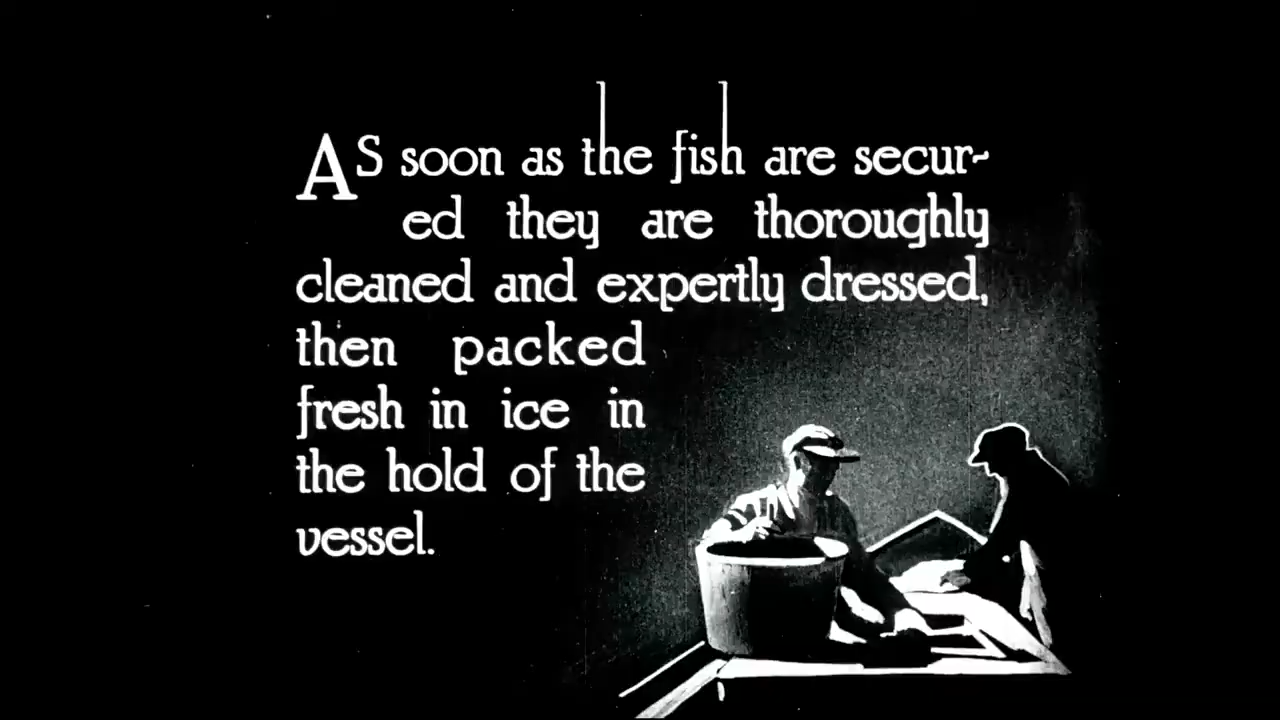 As soon as the fish are secur-
ed they are thoroughly
cleaned and expertly dressed,
then packed
fresh in ice in
the hold of the
vessel.